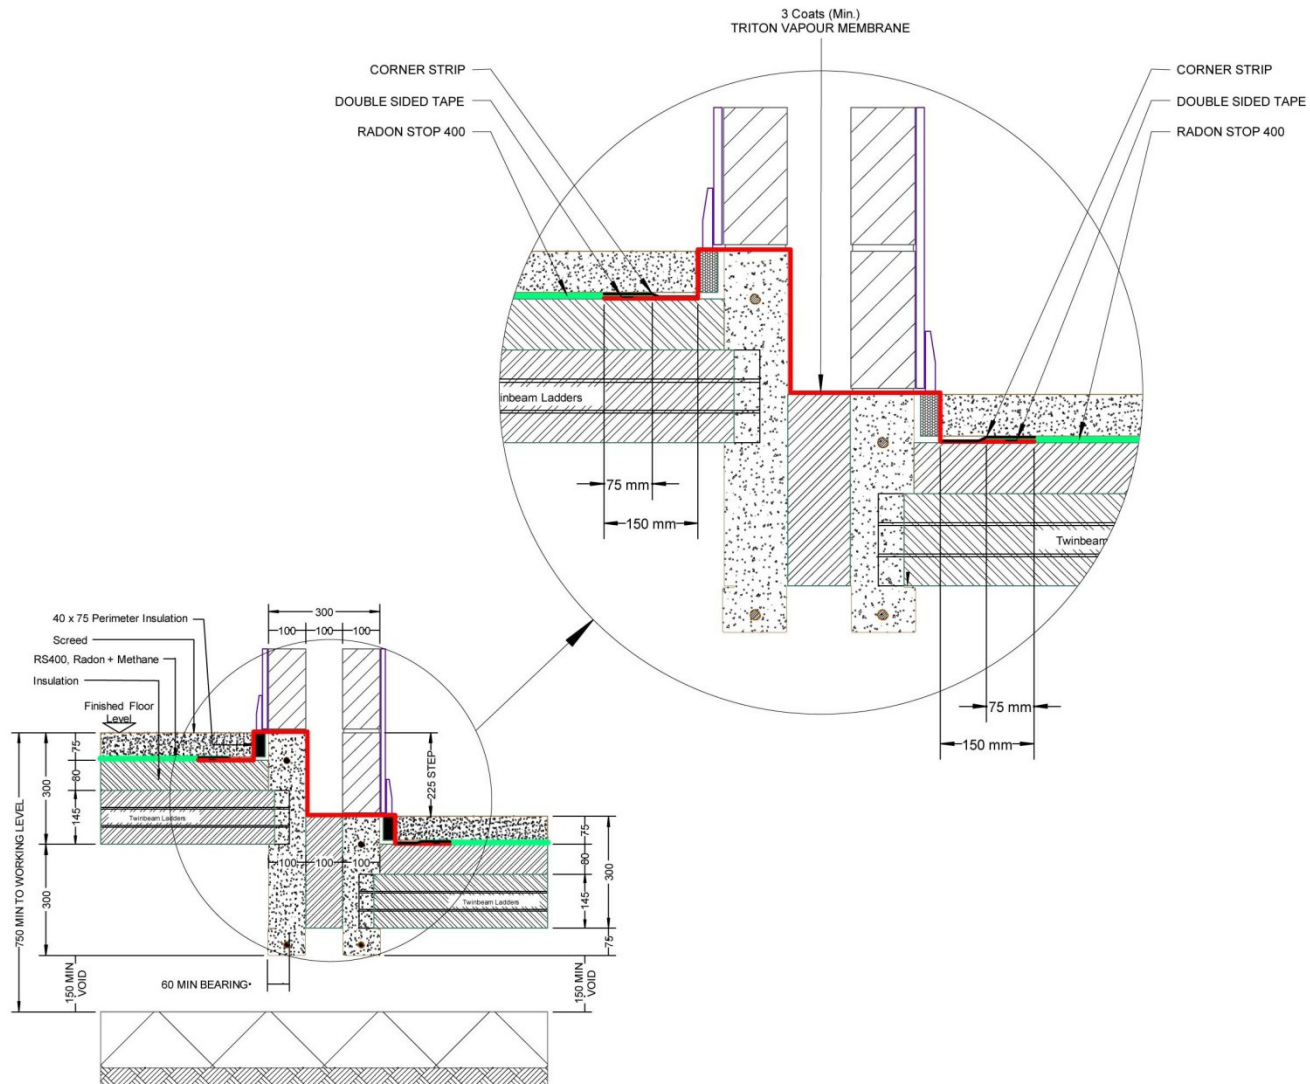 3 Coats (Min.)
TRITON VAPOUR MEMBRANE
CORNER STRIP
DOUBLE SIDED TAPE
RADON STOP 400
CORNER STRIP
DOUBLE SIDED TAPE
RADON STOP 400
inbeam Ladders
Twinbeam
75 mm
150 mm
75 mm
150 mm
300
100
100
100
40 x 75 Perimeter Insulation
Screed
RS400, Radon + Methane
Insulation
Finished Floor
Level
750 MIN TO WORKING LEVEL
300
300
75
80
145
150 MIN
VOID
Twinbeam Ladders
225 STEP
100
100
100
Twinbeam Ladders
75
80
145
300
75
150 MIN
VOID
60 MIN BEARING*